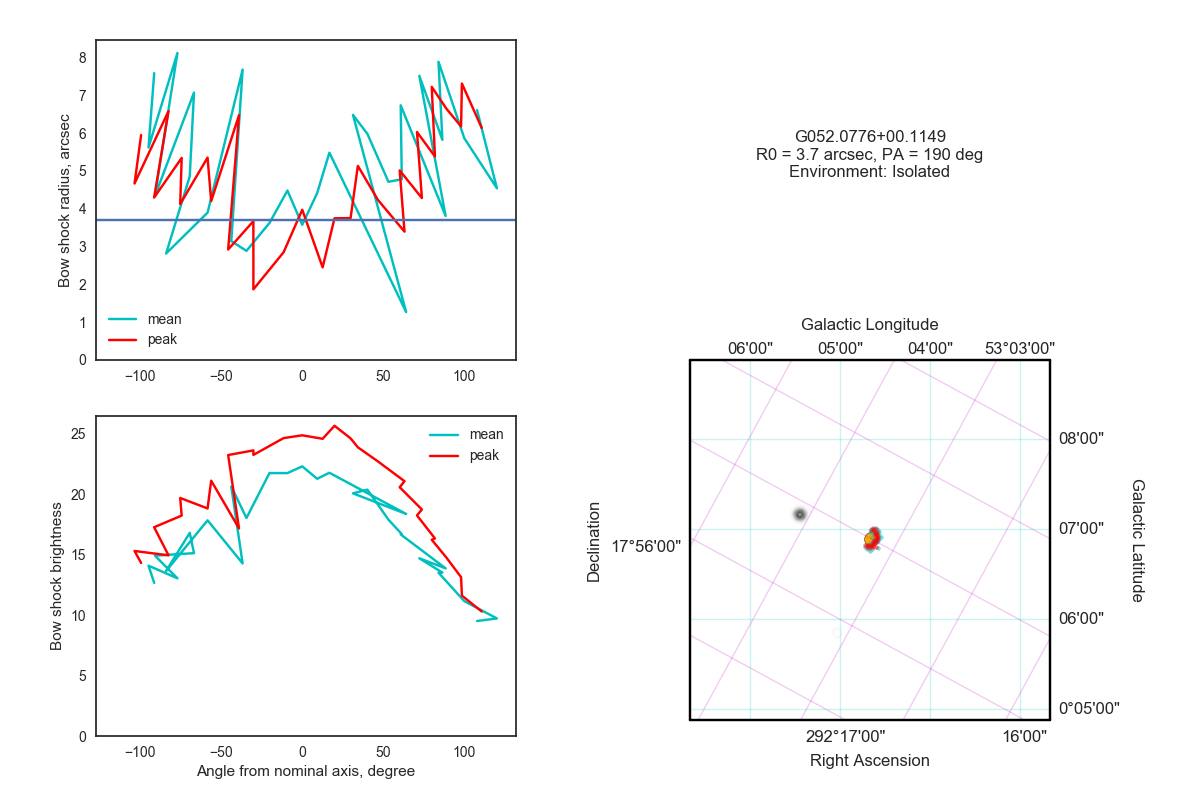 Bow shock radius, arcsec
8
7
6
5
4
3
2
1
0
mean
peak
−100
−50
0
50
100
G052.0776+00.1149
R0 = 3.7 arcsec, PA = 190 deg
Environment: Isolated
Bow shock brightness
25
20
15
10
5
0
mean
peak
−100
−50
0
50
100
Angle from nominal axis, degree
Galactic Longitude
06'00"
05'00"
04'00"
53°03'00"
Declination
17°56'00"
08'00"
07'00"
06'00"
0°05'00"
Galactic Latitude
292°17'00"
16'00"
Right Ascension